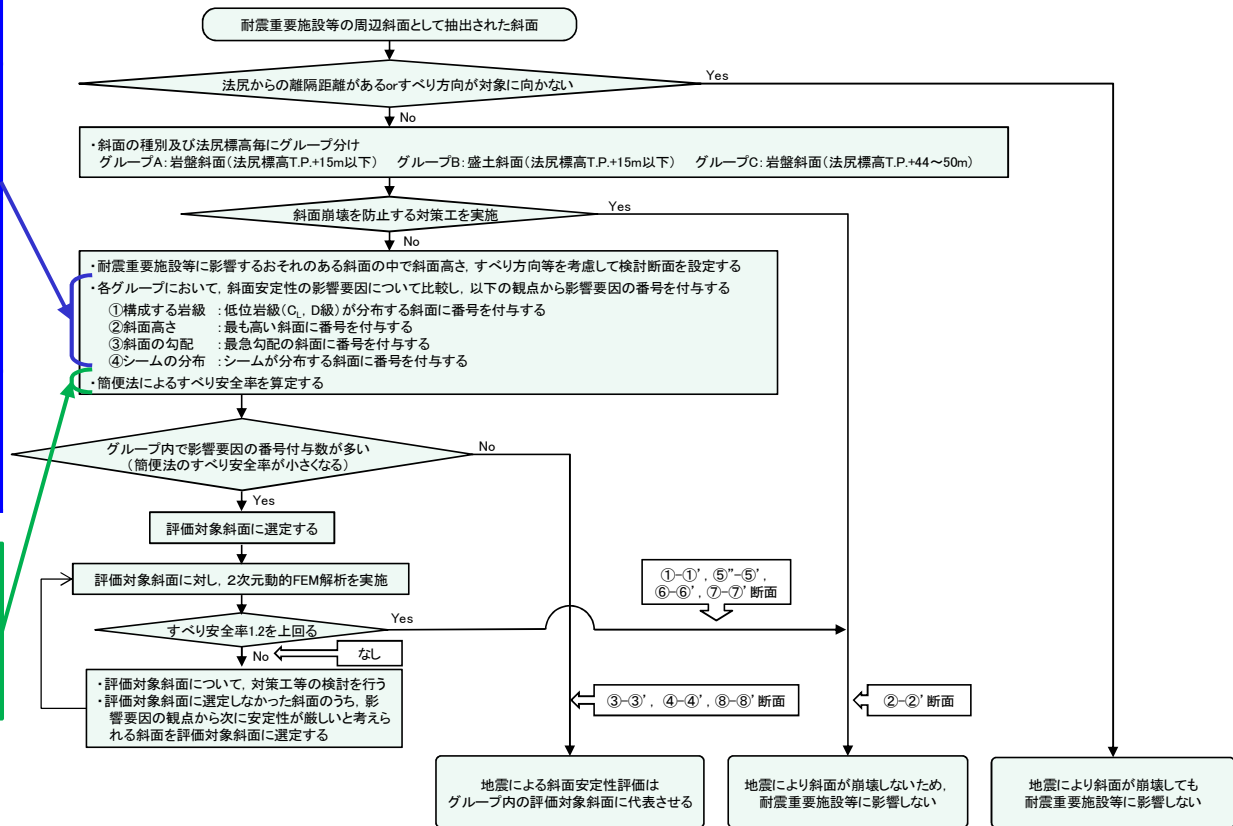 耐震重要施設等の周辺斜面として抽出された斜面
法尻からの離隔距離があるorすべり方向が対象に向かない
Yes
No
・斜面の種別及び法尻標高毎にグループ分け
グループA：岩盤斜面（法尻標高T.P.+15m以下）　グループB：盛土斜面（法尻標高T.P.+15m以下）　グループC：岩盤斜面（法尻標高T.P.+44～50m）
斜面崩壊を防止する対策工を実施
Yes
No
・耐震重要施設等に影響するおそれのある斜面の中で斜面高さ，すべり方向等を考慮して検討断面を設定する
・各グループにおいて，斜面安定性の影響要因について比較し，以下の観点から影響要因の番号を付与する
①構成する岩級　：低位岩級（CL，D級）が分布する斜面に番号を付与する
②斜面高さ　　　：最も高い斜面に番号を付与する
③斜面の勾配　　：最急勾配の斜面に番号を付与する
④シームの分布　：シームが分布する斜面に番号を付与する
・簡便法によるすべり安全率を算定する
グループ内で影響要因の番号付与数が多い
（簡便法のすべり安全率が小さくなる）
No
Yes
評価対象斜面に選定する
評価対象斜面に対し，２次元動的FEM解析を実施
①-①’，⑤”-⑤’，
⑥-⑥’，⑦-⑦’断面
すべり安全率1.2を上回る
Yes
No
なし
・評価対象斜面について，対策工等の検討を行う
・評価対象斜面に選定しなかった斜面のうち，影
響要因の観点から次に安定性が厳しいと考えら
れる斜面を評価対象斜面に選定する
③-③’，④-④’，⑧-⑧’断面
②-②’断面
地震による斜面安定性評価は
グループ内の評価対象斜面に代表させる
地震により斜面が崩壊しないため，
耐震重要施設等に影響しない
地震により斜面が崩壊しても
耐震重要施設等に影響しない